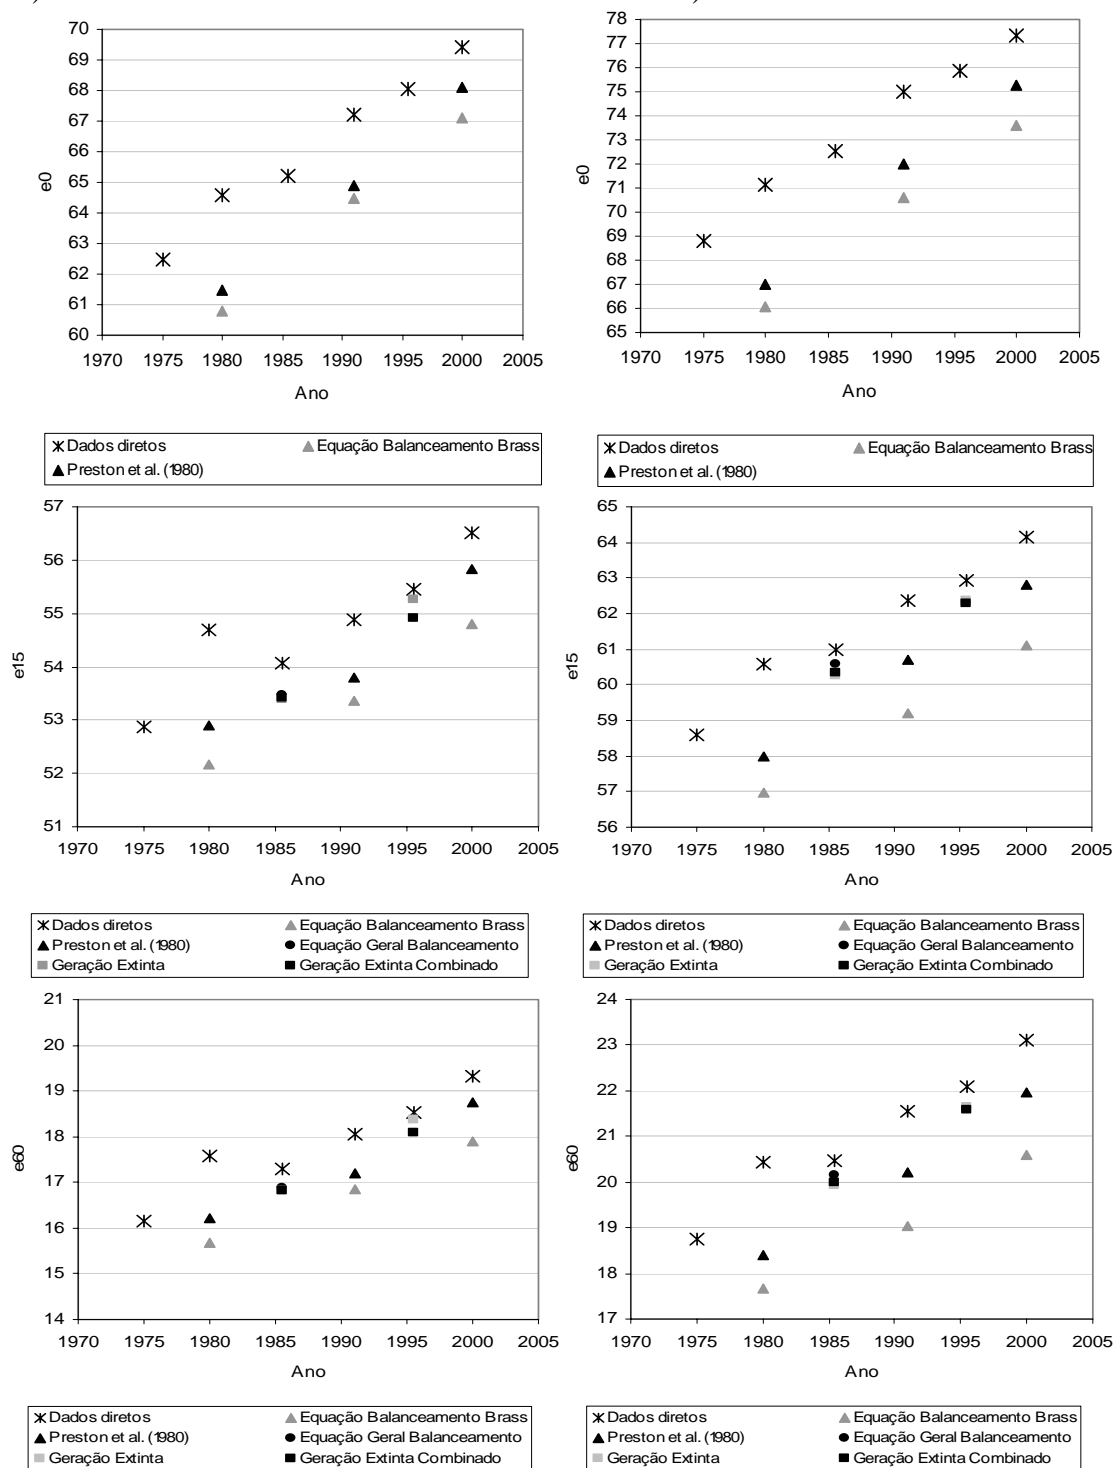 70
69
68
67
66
65
64
63
62
61
60
e0
1970 1975 1980 1985 1990 1995 2000 2005
Ano
78
77
76
75
74
73
72
71
70
69
68
67
66
65
e0
1970 1975 1980 1985 1990 1995 2000 2005
Ano
Dados diretos Equação Balanceamento Brass
Preston et al. (1980)
Dados diretos Equação Balanceamento Brass
Preston et al. (1980)
57
56
55
54
53
52
51
e15
1970 1975 1980 1985 1990 1995 2000 2005
Ano
65
64
63
62
61
60
59
58
57
56
e15
1970 1975 1980 1985 1990 1995 2000 2005
Ano
Dados diretos Equação Balanceamento Brass
Preston et al. (1980) Equação Geral Balanceamento
Geração Extinta Geração Extinta Combinado
Dados diretos Equação Balanceamento Brass
Preston et al. (1980) Equação Geral Balanceamento
Geração Extinta Geração Extinta Combinado
21
20
19
18
17
16
15
14
e60
1970 1975 1980 1985 1990 1995 2000 2005
Ano
24
23
22
21
20
19
18
17
e60
1970 1975 1980 1985 1990 1995 2000 2005
Ano
Dados diretos Equação Balanceamento Brass
Preston et al. (1980) Equação Geral Balanceamento
Geração Extinta Geração Extinta Combinado
Dados diretos Equação Balanceamento Brass
Preston et al. (1980) Equação Geral Balanceamento
Geração Extinta Geração Extinta Combinado